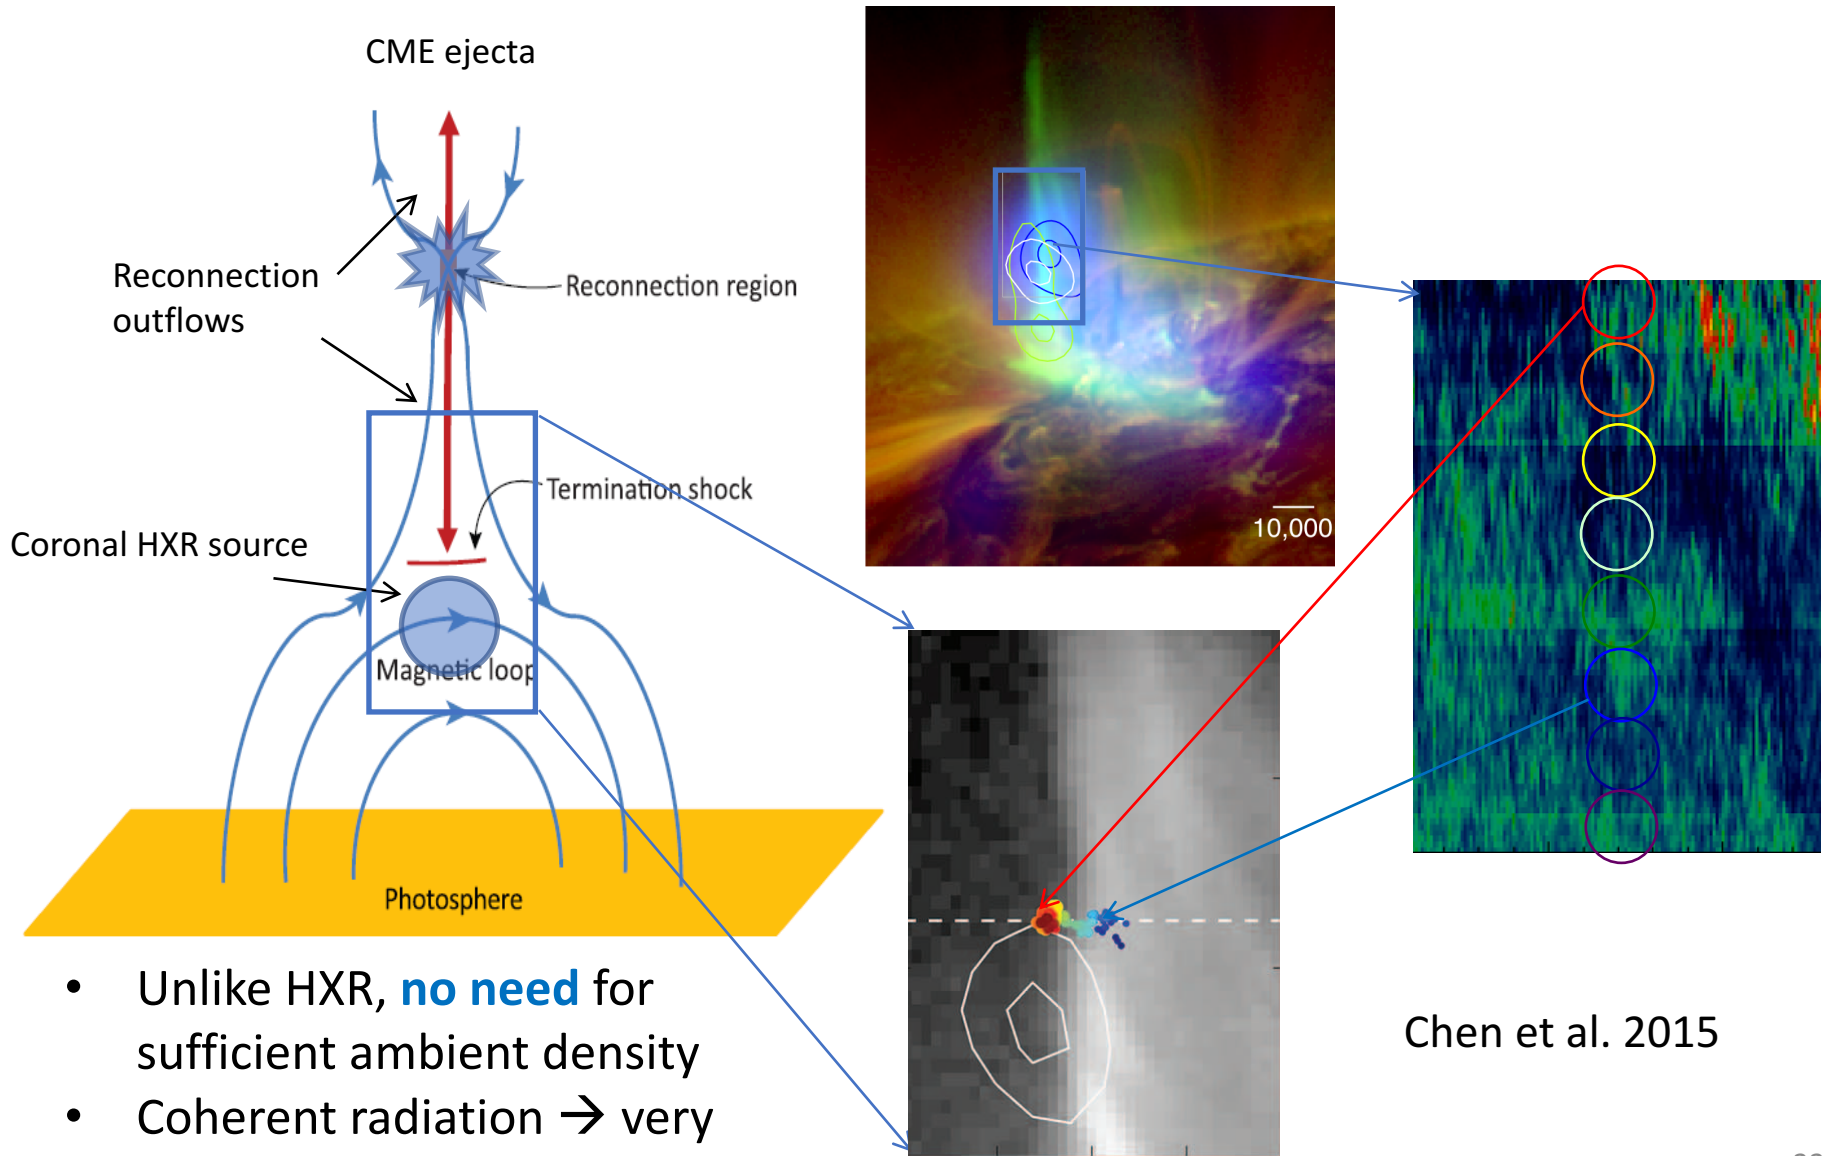 CME ejecta
Reconnection
outflows
Reconnection region
Termination shock
Coronal HXR source
Magnetic loop
Photosphere
10,000
• Unlike HXR, no need for
sufficient ambient density
• Coherent radiation → very
Chen et al. 2015